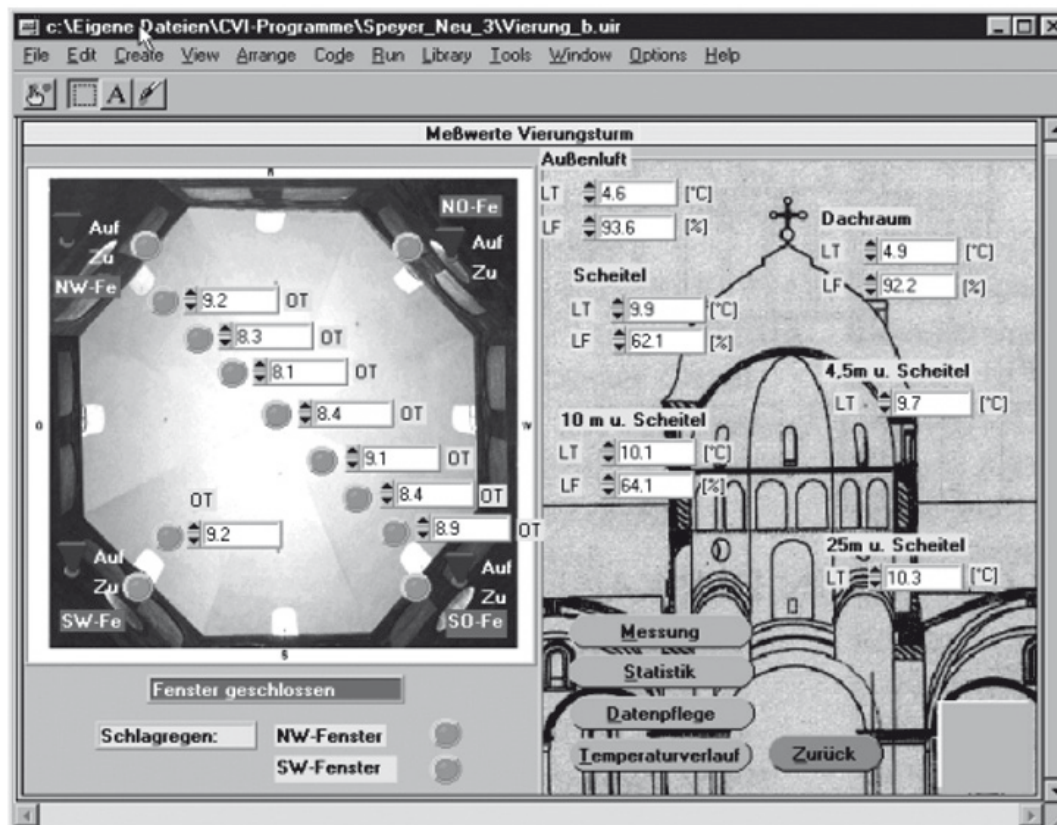 c:\Eigene Dateien\CVI-Programme\Speyer_Neu_3\Vierung_b.uir
File Edit Create View Arrange Code Run Library Tools Window Options Help
A
Meßwerte Vierungsturm
N
NO-Fe
Auf
Zu
Auf
Zu
NW-Fe
9.2 OT
8.3 OT
8.1 OT
8.4 OT
O
W
9.1 OT
8.4 OT
8.9 OT
OT
9.2
Auf
Zu
SW-Fe
Auf
Zu
SO-Fe
S
Fenster geschlossen
Schlagregen:
NW-Fenster
SW-Fenster
Außenluft
LT 4.6 [°C]
LF 93.6 [%]
Dachraum
LT 4.9 [°C]
LF 92.2 [%]
Scheitel
LT 9.9 [°C]
LF 62.1 [%]
4,5m u. Scheitel
LT 9.7 [°C]
10 m u. Scheitel
LT 10.1 [°C]
LF 64.1 [%]
25m u. Scheitel
LT 10.3 [°C]
Messung
Statistik
Datenpflege
Temperaturverlauf
Zurück